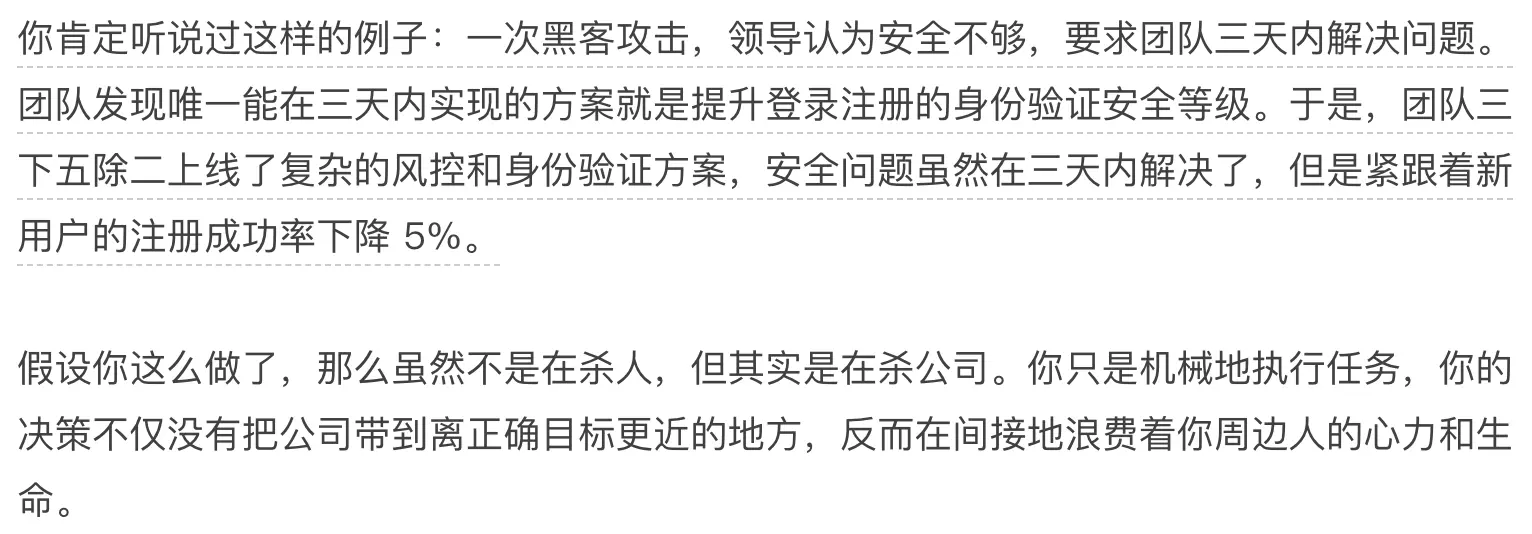 你肯定听说过这样的例子：一次黑客攻击，领导认为安全不够，要求团队三天内解决问题。
团队发现唯一能在三天内实现的方案就是提升登录注册的身份验证安全等级。于是，团队三
下五除二上线了复杂的风控和身份验证方案，安全问题虽然在三天内解决了，但是紧跟着新
用户的注册成功率下降 5%。
假设你这么做了，那么虽然不是在杀人，但其实是在杀公司。你只是机械地执行任务，你的
决策不仅没有把公司带到离正确目标更近的地方，反而在间接地浪费着你周边人的心力和生
命。